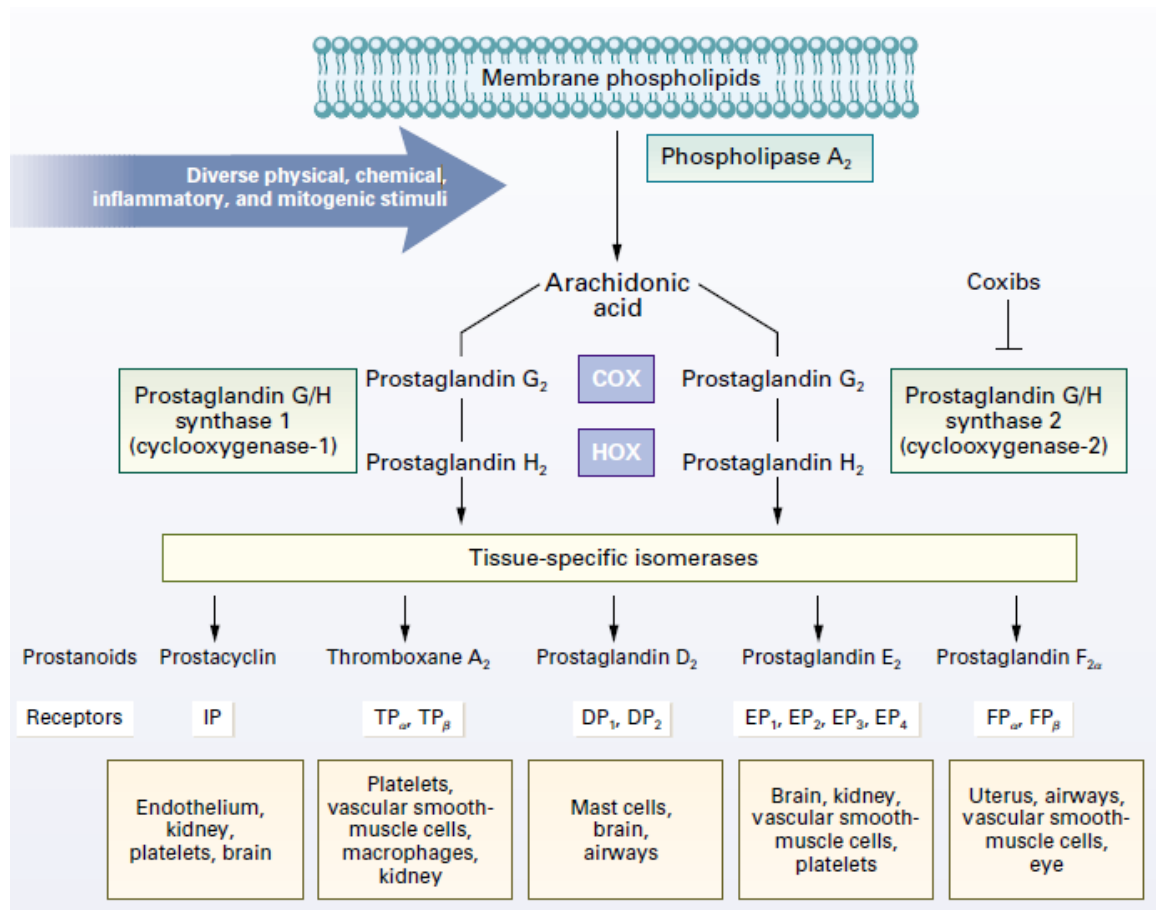 Membrane phospholipids
Phospholipase A₂
Diverse physical, chemical,
inflammatory, and mitogenic stimuli
Arachidonic
acid
Coxibs
Prostaglandin G/H
synthase 1
(cyclooxygenase-1)
Prostaglandin G₂
COX
Prostaglandin G₂
Prostaglandin G/H
synthase 2
(cyclooxygenase-2)
Prostaglandin H₂
HOX
Prostaglandin H₂
Tissue-specific isomerases
Prostanoids Prostacyclin Thromboxane A₂ Prostaglandin D₂ Prostaglandin E₂ Prostaglandin F₂α
Receptors IP TPα, TPβ DP₁, DP₂ EP₁, EP₂, EP₃, EP₄ FPα, FPβ
Endothelium,
kidney,
platelets, brain
Platelets,
vascular smooth-
muscle cells,
macrophages,
kidney
Mast cells,
brain,
airways
Brain, kidney,
vascular smooth-
muscle cells,
platelets
Uterus, airways,
vascular smooth-
muscle cells,
eye